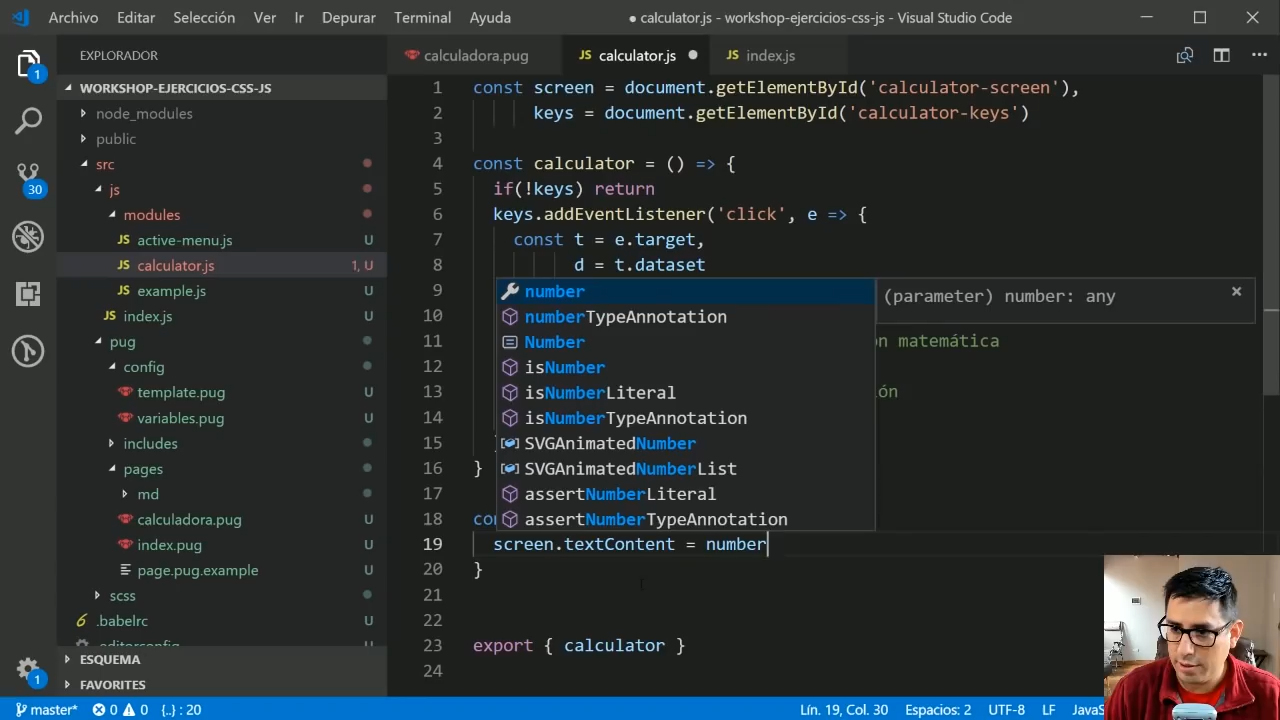 Archivo Editar Selección Ver Ir Depurar Terminal Ayuda ● calculator.js - workshop-ejercicios-css-js - Visual Studio Code
EXPLORADOR
WORKSHOP-EJERCICIOS-CSS-JS
node_modules
public
src
js
modules
JS active-menu.js U
JS calculator.js 1, U
JS example.js U
JS index.js U
pug
config
template.pug U
variables.pug U
includes
pages
md
calculadora.pug U
index.pug U
page.pug.example U
scss
.babelrc U
.editorconfig
ESQUEMA
FAVORITES
1
30
1
calculadora.pug JS calculator.js ● JS index.js
1 const screen = document.getElementById('calculator-screen'),
2 keys = document.getElementById('calculator-keys')
3
4 const calculator = () => {
5 if(!keys) return
6 keys.addEventListener('click', e => {
7 const t = e.target,
8 d = t.dataset
9
10
11 ón matemática
12
13 ión
14
15
16 }
17
18 co
19 screen.textContent = number
20 }
21
22
23 export { calculator }
24
number
numberTypeAnnotation
Number
isNumber
isNumberLiteral
isNumberTypeAnnotation
SVGAnimatedNumber
SVGAnimatedNumberList
assertNumberLiteral
assertNumberTypeAnnotation
(parameter) number: any
master* 0 0 {..} : 20 Lín. 19, Col. 30 Espacios: 2 UTF-8 LF